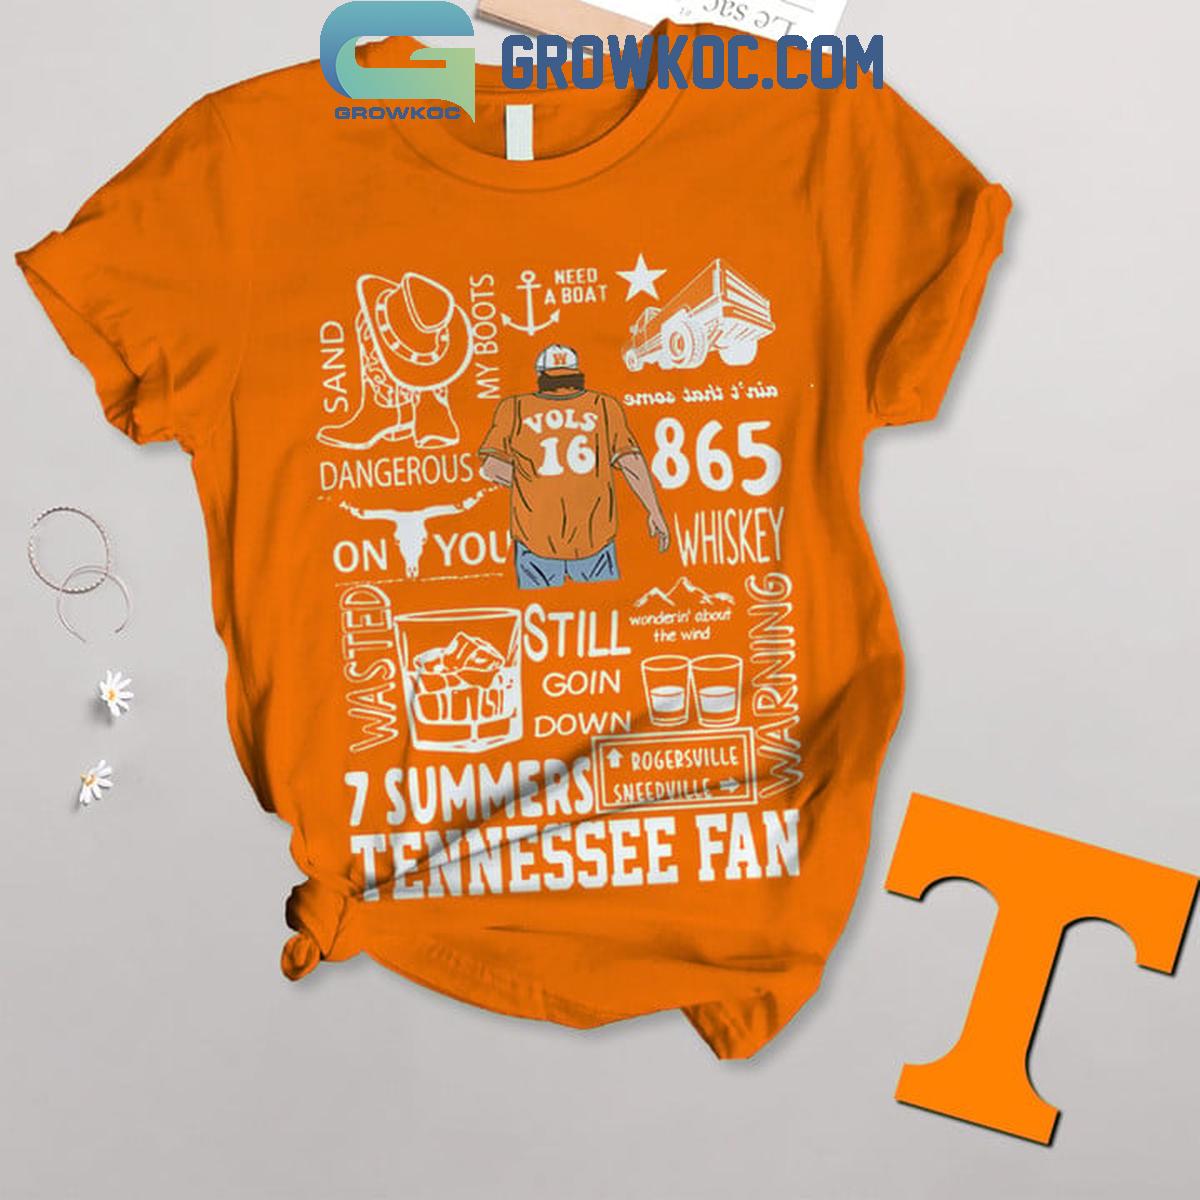 Le sac
GROWKOC
GROWKOC.COM
SAND
MY BOOTS
NEED
A BOAT
W
ain't that some
VOLS
16
865
DANGEROUS
ON YOU
WHISKEY
WASTED
STILL
GOIN
DOWN
wonderin' about
the wind
WARNING
7 SUMMERS
ROGERSVILLE
SNEEDVILLE
TENNESSEE FAN
T